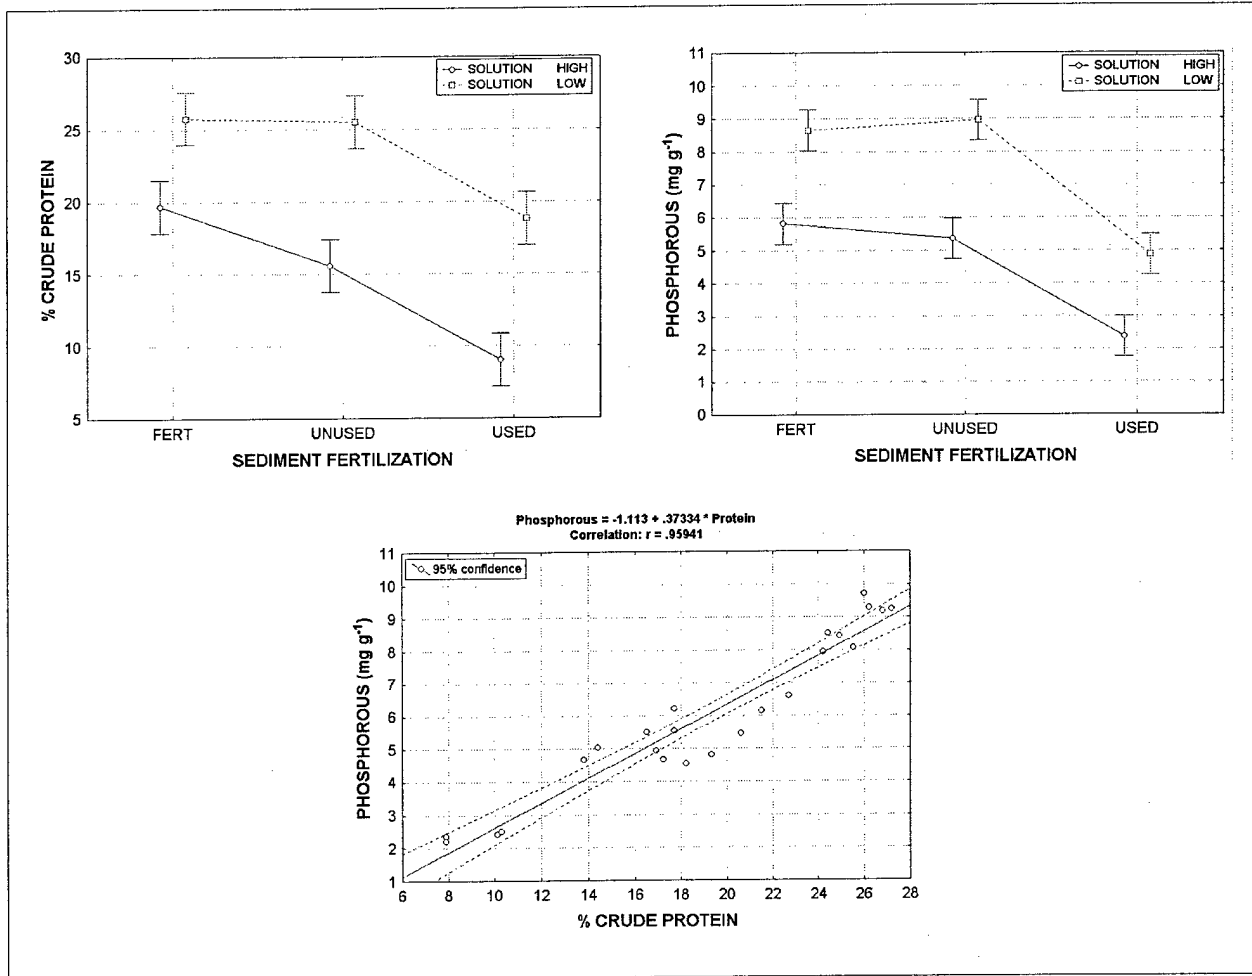 30
25
20
15
10
5
% CRUDE PROTEIN
SOLUTION HIGH
SOLUTION LOW
FERT UNUSED USED
SEDIMENT FERTILIZATION
11
10
9
8
7
6
5
4
3
2
1
0
PHOSPHOROUS (mg g-1)
SOLUTION HIGH
SOLUTION LOW
FERT UNUSED USED
SEDIMENT FERTILIZATION
Phosphorous = -1.113 + .37334 * Protein
Correlation: r = .95941
11
10
9
8
7
6
5
4
3
2
1
PHOSPHOROUS (mg g-1)
95% confidence
6 8 10 12 14 16 18 20 22 24 26 28
% CRUDE PROTEIN